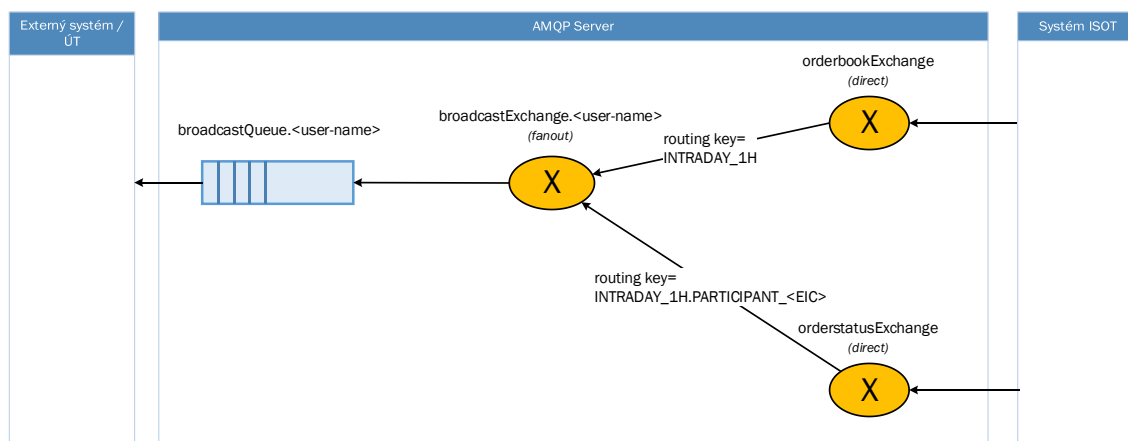 Externý systém /
ÚT
AMQP Server
Systém ISOT
orderbookExchange
(direct)
X
broadcastExchange.<user-name>
(fanout)
X
broadcastQueue.<user-name>
routing key=
INTRADAY_1H
routing key=
INTRADAY_1H.PARTICIPANT_<EIC>
orderstatusExchange
(direct)
X